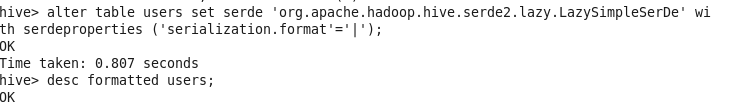 hive> alter table users set serde 'org.apache.hadoop.hive.serde2.lazy.LazySimpleSerDe' wi
th serdeproperties ('serialization.format'='|');
OK
Time taken: 0.807 seconds
hive> desc formatted users;
OK